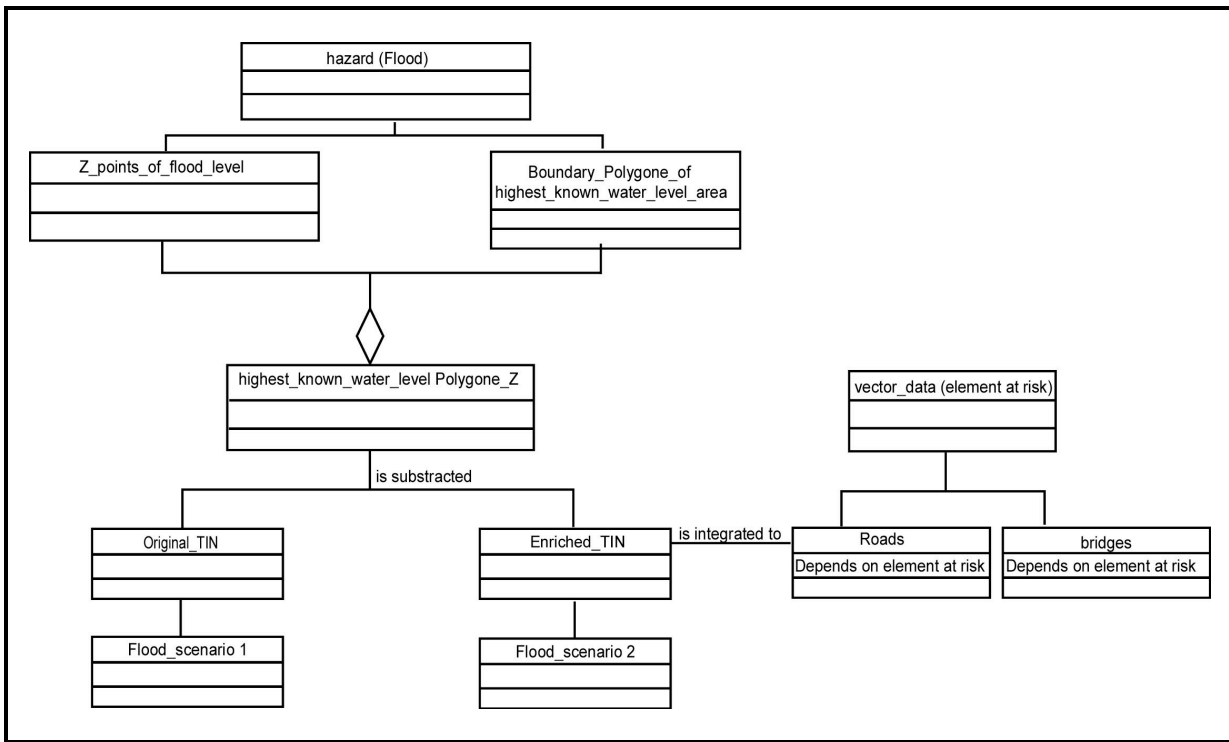 hazard (Flood)
Z_points_of_flood_level
Boundary_Polygone_of
highest_known_water_level_area
highest_known_water_level Polygone_Z
vector_data (element at risk)
is substracted
Original_TIN
Enriched_TIN
is integrated to
Roads
Depends on element at risk
bridges
Depends on element at risk
Flood_scenario 1
Flood_scenario 2